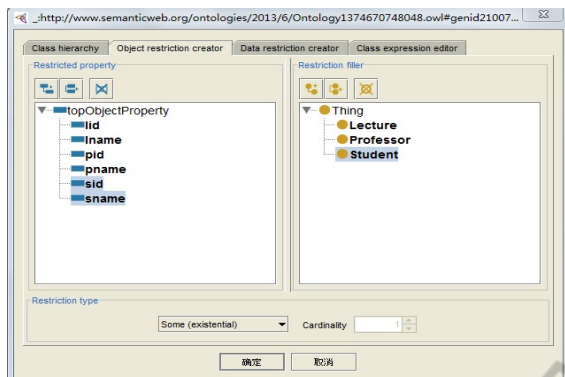 _:http://www.semanticweb.org/ontologies/2013/6/Ontology1374670748048.owl#genid21007...
Class hierarchy Object restriction creator Data restriction creator Class expression editor
Restricted property Restriction filler
topObjectProperty Thing
lid Lecture
lname Professor
pid Student
pname
sid
sname
Restriction type
Some (existential) Cardinality 1
确定 取消